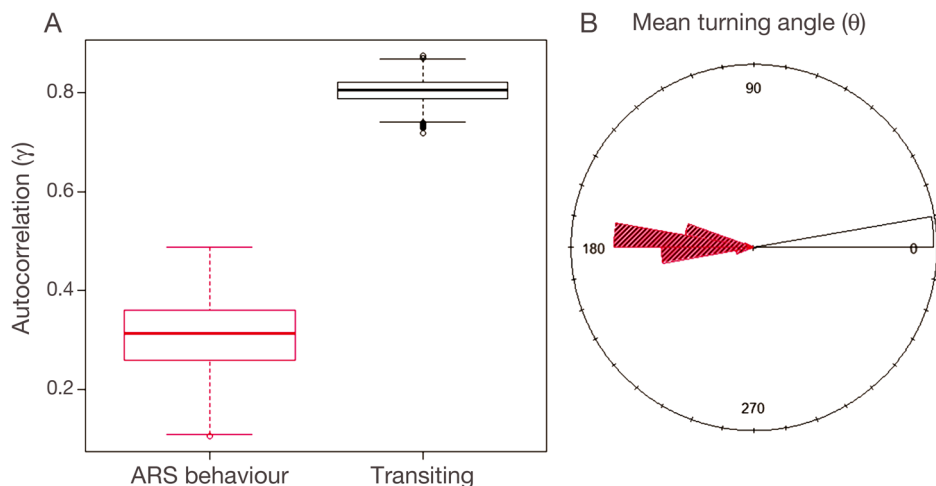 A
Autocorrelation (γ)
0.8
0.6
0.4
0.2
ARS behaviour
Transiting
B
Mean turning angle (θ)
90
180
0
270